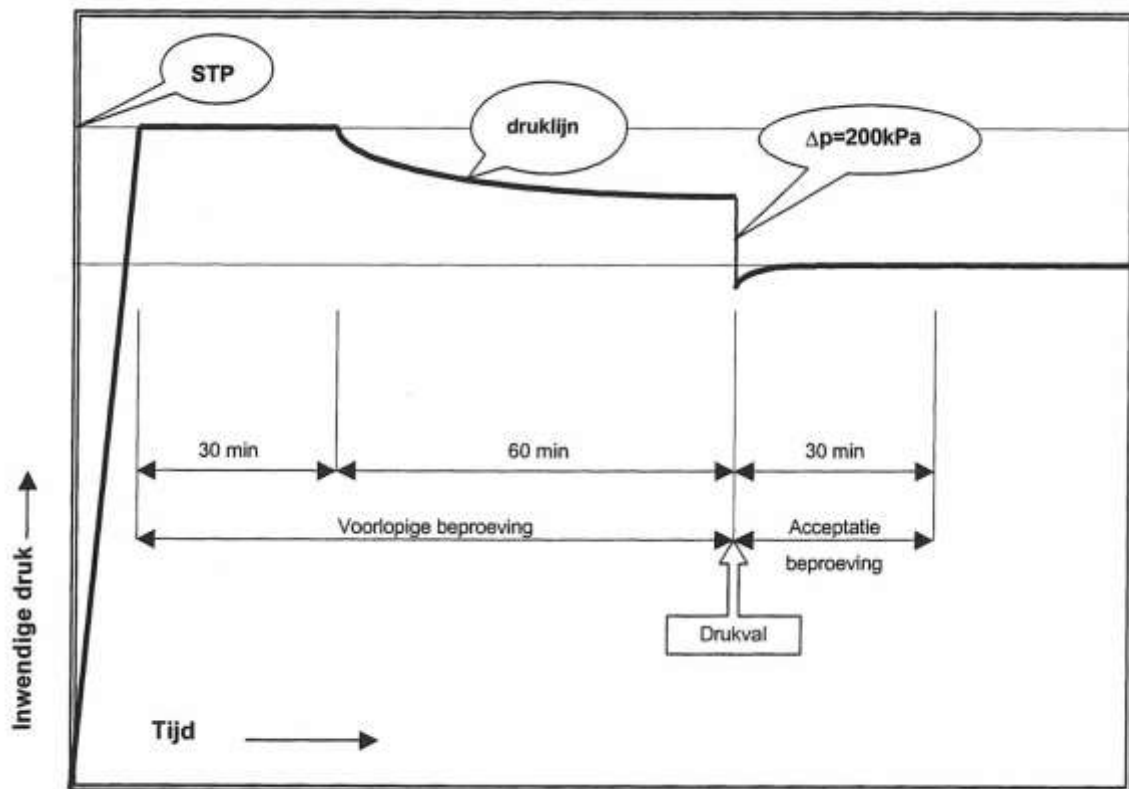 STP
druklijn
Δp=200kPa
30 min
60 min
30 min
Voorlopige beproeving
Acceptatie
beproeving
Drukval
Inwendige druk
Tijd